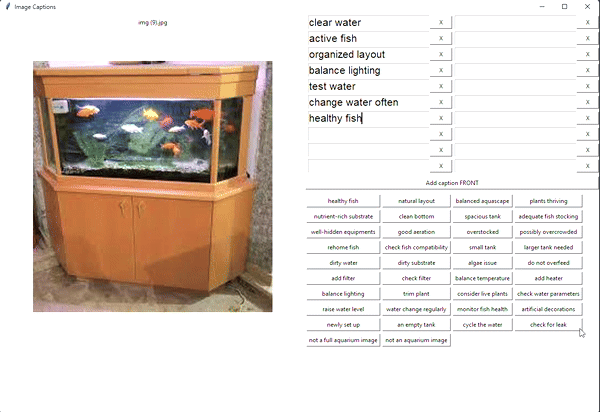 Image Captions
img (9).jpg
clear water X X
active fish X X
organized layout X X
balance lighting X X
test water X X
change water often X X
healthy fish X X
X X
X X
X X
Add caption FRONT
healthy fish natural layout balanced aquascape plants thriving
nutrient-rich substrate clean bottom spacious tank adequate fish stocking
well-hidden equipments good aeration overstocked possibly overcrowded
rehome fish check fish compatibility small tank larger tank needed
dirty water dirty substrate algae issue do not overfeed
add filter check filter balance temperature add heater
balance lighting trim plant consider live plants check water parameters
raise water level water change regularly monitor fish health artificial decorations
newly set up an empty tank cycle the water check for leak
not a full aquarium image not an aquarium image